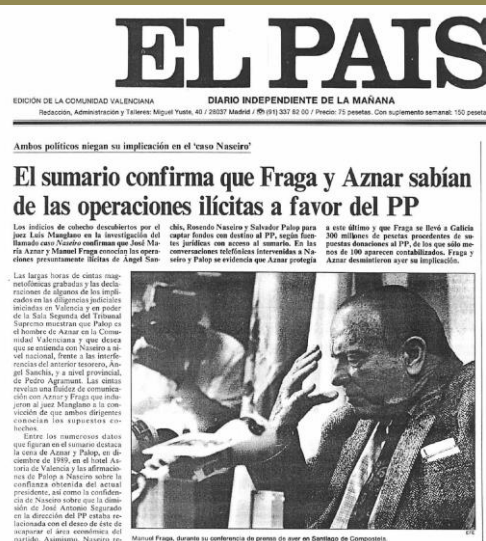 EL PAIS
EDICIÓN DE LA COMUNIDAD VALENCIANA
DIARIO INDEPENDIENTE DE LA MAÑANA
Redacción, Administración y Talleres: Miguel Yuste, 40 / 28037 Madrid / (91) 337 82 00 / Precio: 75 pesetas. Con suplemento semanal: 150 peseta
Ambos políticos niegan su implicación en el 'caso Naseiro'
El sumario confirma que Fraga y Aznar sabían
de las operaciones ilícitas a favor del PP
Los indicios de cohecho descubiertos por el
juez Luis Manglano en la investigación del
llamado caso Naseiro confirman que José Ma-
ría Aznar y Manuel Fraga conocían las opera-
ciones presuntamente ilícitas de Ángel San-
chis, Rosendo Naseiro y Salvador Palop para
captar fondos con destino al PP, según fuen-
tes jurídicas con acceso al sumario. En las
conversaciones telefónicas intervenidas a Na-
seiro y Palop se evidencia que Aznar protegía
a este último y que Fraga se llevó a Galicia
300 millones de pesetas procedentes de su-
puestas donaciones al PP, de los que sólo me-
nos de 100 aparecen contabilizados. Fraga y
Aznar desmintieron ayer su implicación.
Las largas horas de cintas mag-
netofónicas grabadas y las decla-
raciones de algunos de los impli-
cados en las diligencias judiciales
iniciadas en Valencia y en poder
de la Sala Segunda del Tribunal
Supremo muestran que Palop es
el hombre de Aznar en la Comu-
nidad Valenciana y que desea
que se entienda con Naseiro a ni-
vel nacional, frente a las interfe-
rencias del anterior tesorero, Án-
gel Sanchis, y a nivel provincial,
de Pedro Agramunt. Las cintas
revelan una fluidez de comunica-
ción con Aznar y Fraga que indu-
jeron al juez Manglano a la con-
vicción de que ambos dirigentes
conocían los supuestos co-
hechos.
Entre los numerosos datos
que figuran en el sumario destaca
la cena de Aznar y Palop, en di-
ciembre de 1989, en el hotel As-
toria de Valencia y las afirmacio-
nes de Palop a Naseiro sobre la
confianza obtenida del actual
presidente, así como la confiden-
cia de Naseiro sobre que la dimi-
sión de José Antonio Segurado
en la dirección del PP estaba re-
lacionada con el deseo de éste de
ocupar el área económica del
partido. Asimismo, Naseiro re-
EFE
Manuel Fraga, durante su conferencia de prensa de ayer en Santiago de Compostela.